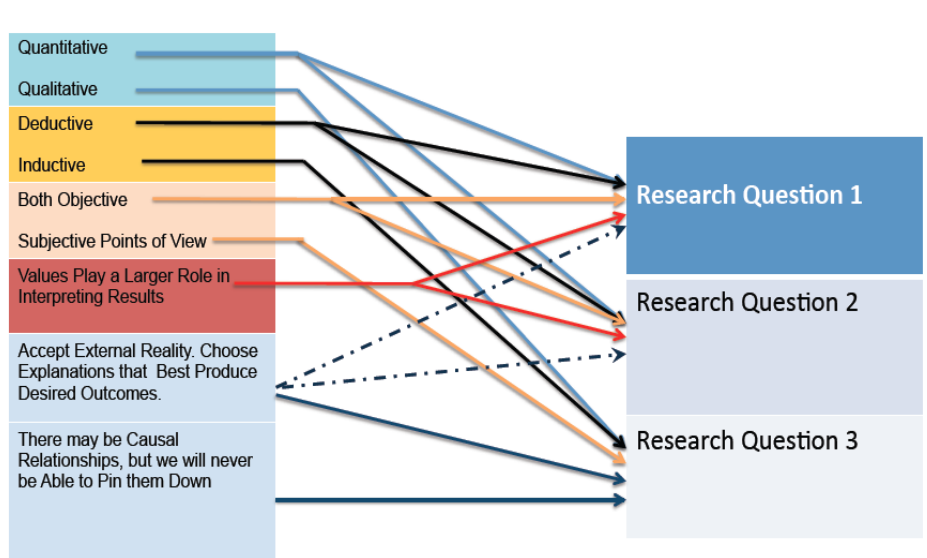 Quantitative
Qualitative
Deductive
Inductive
Both Objective
Subjective Points of View
Values Play a Larger Role in
Interpreting Results
Accept External Reality. Choose
Explanations that Best Produce
Desired Outcomes.
There may be Causal
Relationships, but we will never
be Able to Pin them Down
Research Question 1
Research Question 2
Research Question 3